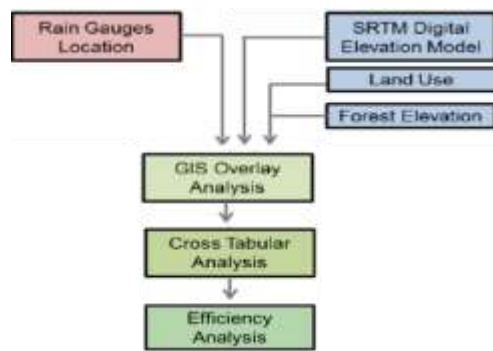 Rain Gauges
Location
SRTM Digital
Elevation Model
Land Use
Forest Elevation
GIS Overlay
Analysis
Cross Tabular
Analysis
Efficiency
Analysis